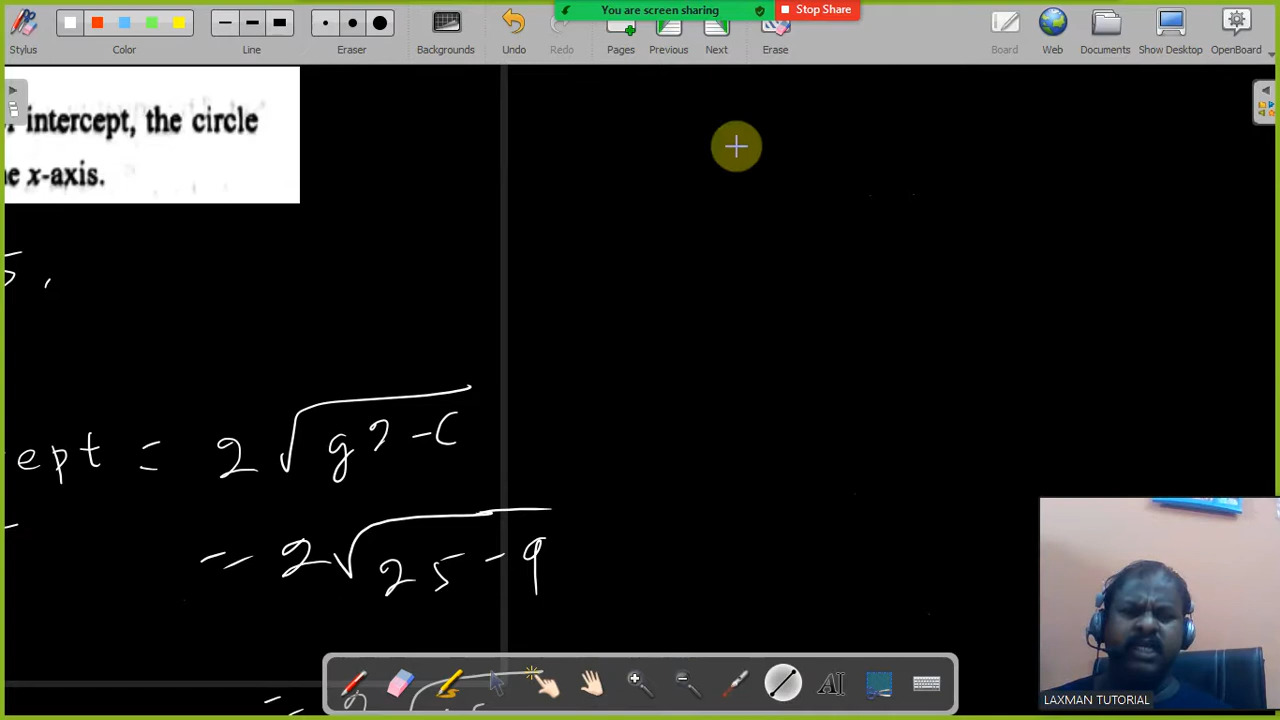 You are screen sharing
Stop Share
Stylus
Color
Line
Eraser
Backgrounds
Undo
Redo
Pages
Previous
Next
Erase
Board
Web
Documents
Show Desktop
OpenBoard
intercept, the circle
x-axis.
5.
ept = 2√g2-c
= 2√25-9
LAXMAN TUTORIAL